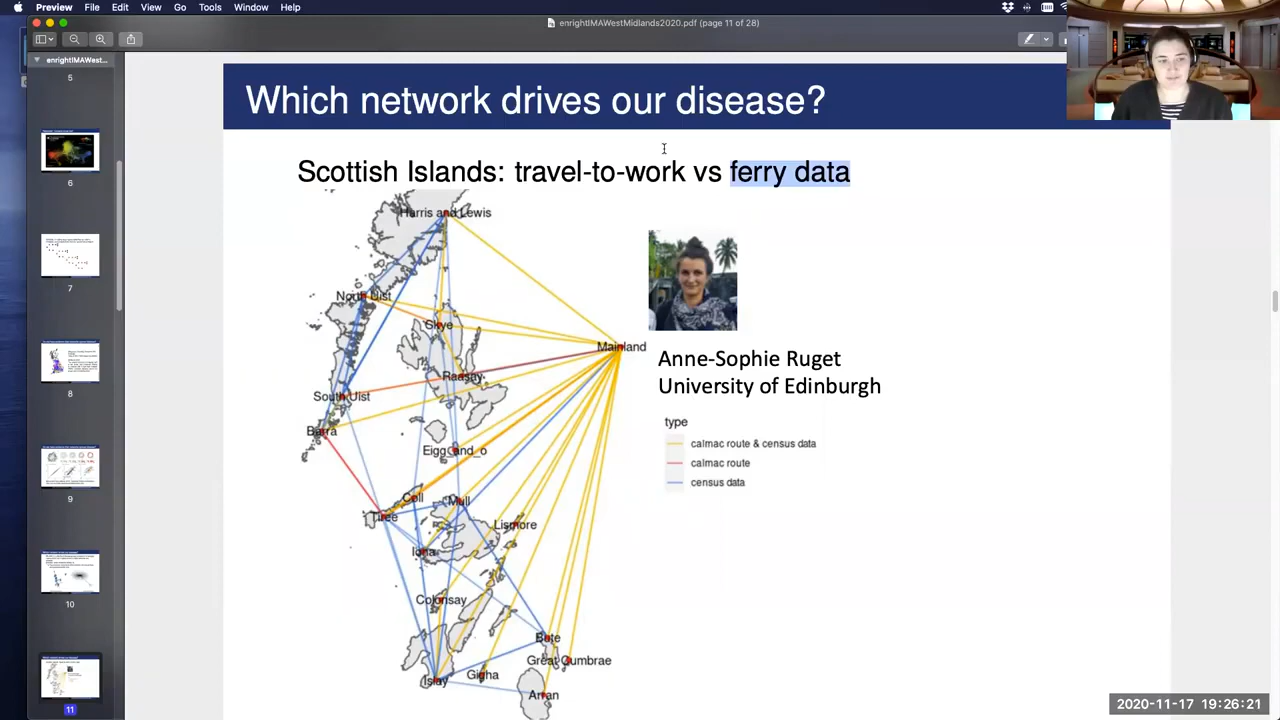 Preview File Edit View Go Tools Window Help
enrightIMAWestMidlands2020.pdf (page 11 of 28)
enrightIMAWest...
5
6
7
8
9
10
11
Which network drives our disease?
Scottish Islands: travel-to-work vs ferry data
Harris and Lewis
North Uist
Skye
Mainland
Raasay
South Uist
Barra
Eigg_and_o
Coll
Mull
Tiree
Lismore
Iona
Colonsay
Bute
Great Cumbrae
Gigha
Islay
Arran
Anne-Sophie Ruget
University of Edinburgh
type
calmac route & census data
calmac route
census data
2020-11-17 19:26:21